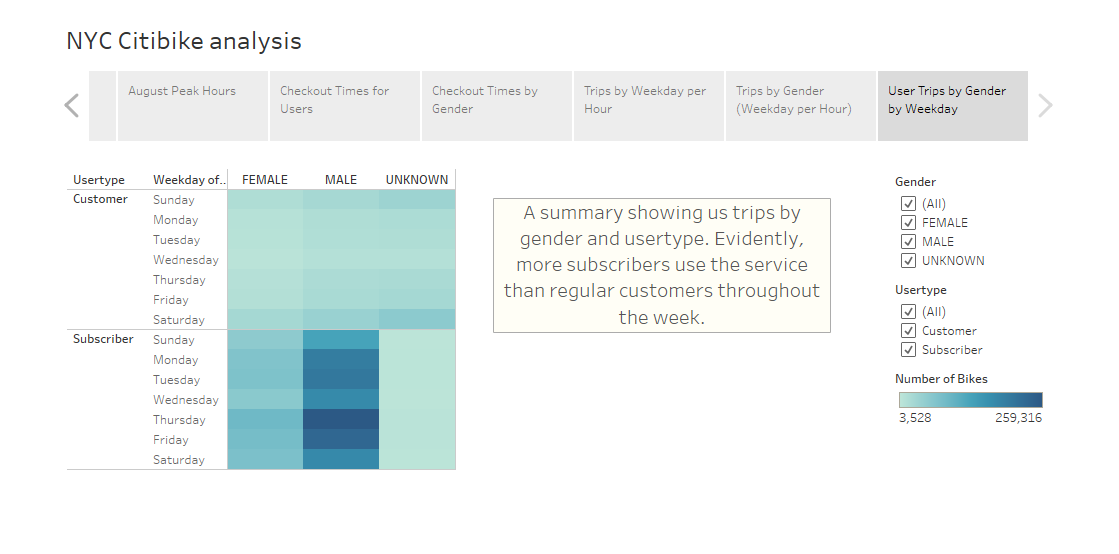 NYC Citibike analysis
August Peak Hours
Checkout Times for
Users
Checkout Times by
Gender
Trips by Weekday per
Hour
Trips by Gender
(Weekday per Hour)
User Trips by Gender
by Weekday
Usertype Weekday of.. FEMALE MALE UNKNOWN
Customer Sunday
Monday
Tuesday
Wednesday
Thursday
Friday
Saturday
Subscriber Sunday
Monday
Tuesday
Wednesday
Thursday
Friday
Saturday
A summary showing us trips by
gender and usertype. Evidently,
more subscribers use the service
than regular customers throughout
the week.
Gender
(All)
FEMALE
MALE
UNKNOWN
Usertype
(All)
Customer
Subscriber
Number of Bikes
3,528 259,316